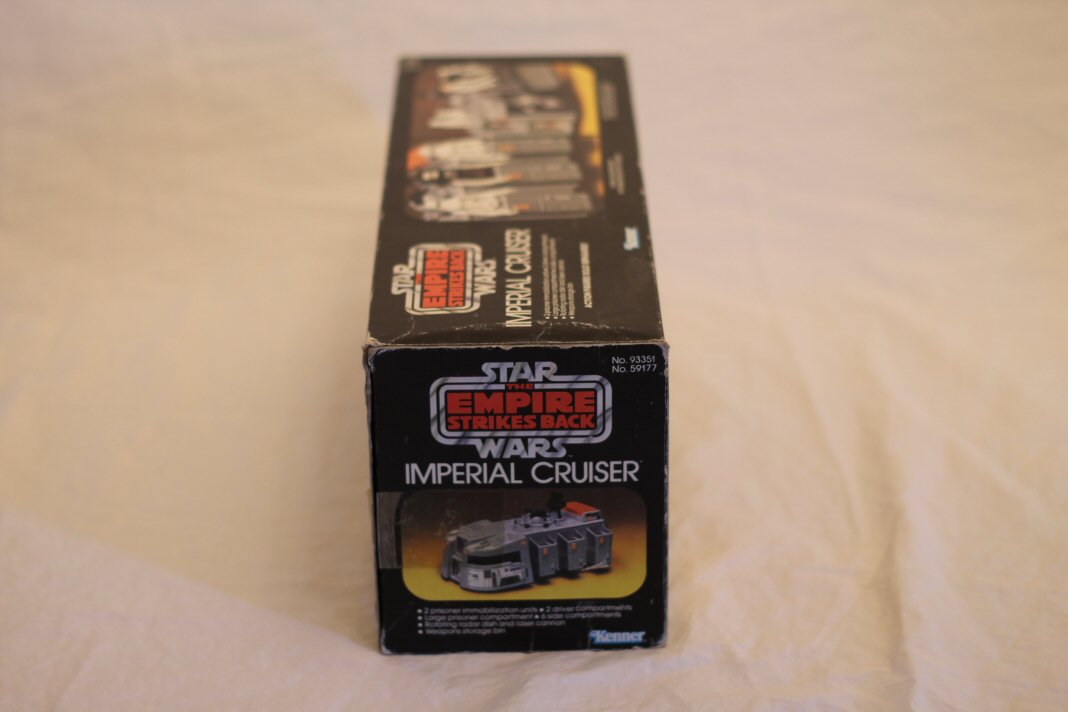 STAR
THE
EMPIRE
STRIKES BACK
WARS
IMPERIAL CRUISER
Kenner
STAR
THE
EMPIRE
STRIKES BACK
WARS
IMPERIAL CRUISER
No. 93351
No. 59177
• 2 prisoner immobilization units • 2 driver compartments
• Large prisoner compartment • 6 side compartments
• Rotating radar dish and laser cannon
• Weapons storage bin
Kenner